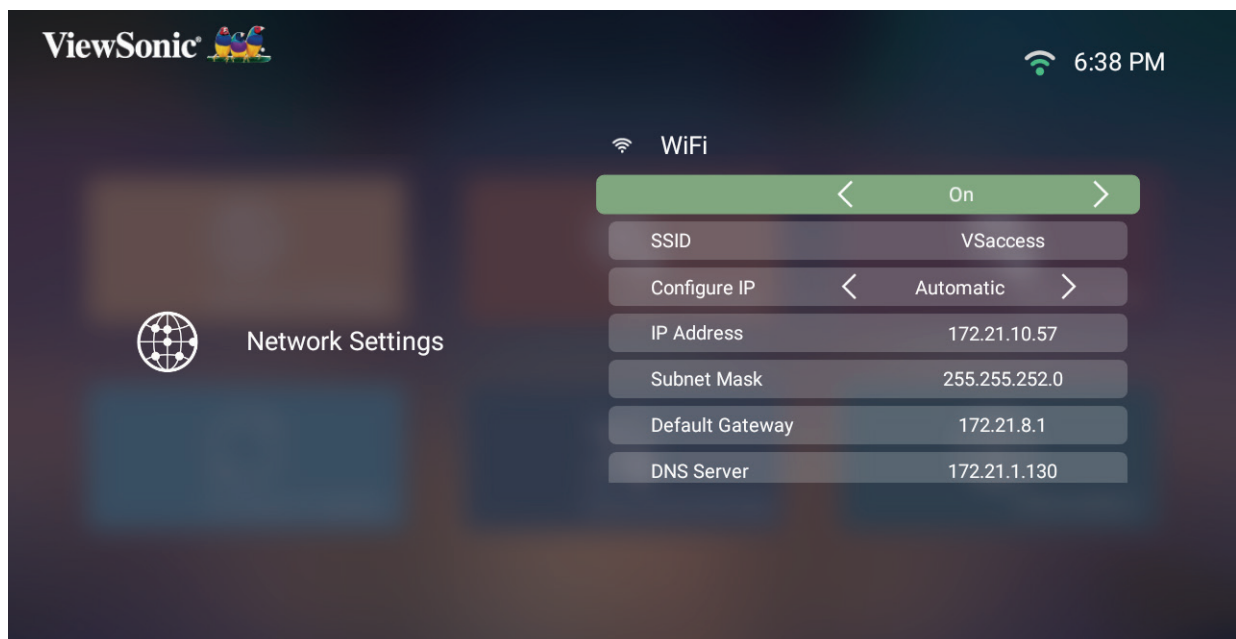 ViewSonic®
6:38 PM
WiFi
On
SSID VSaccess
Configure IP Automatic
IP Address 172.21.10.57
Network Settings
Subnet Mask 255.255.252.0
Default Gateway 172.21.8.1
DNS Server 172.21.1.130